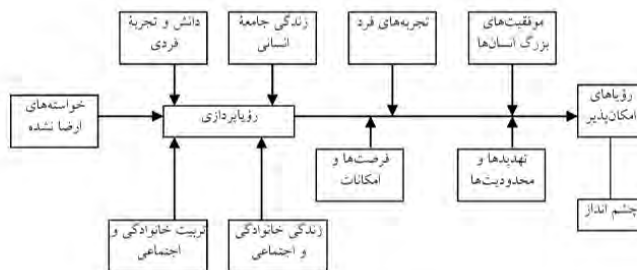 دانش و تجربهٔ
فردی
زندگی جامعهٔ
انسانی
تجربه‌های فرد
موفقیت‌های
بزرگ انسان‌ها
خواسته‌های
ارضا نشده
رؤیاپردازی
رؤیاهای
امکان‌پذیر
فرصت‌ها و
امکانات
تهدیدها و
محدودیت‌ها
تربیت خانوادگی و
اجتماعی
زندگی خانوادگی
و اجتماعی
چشم انداز